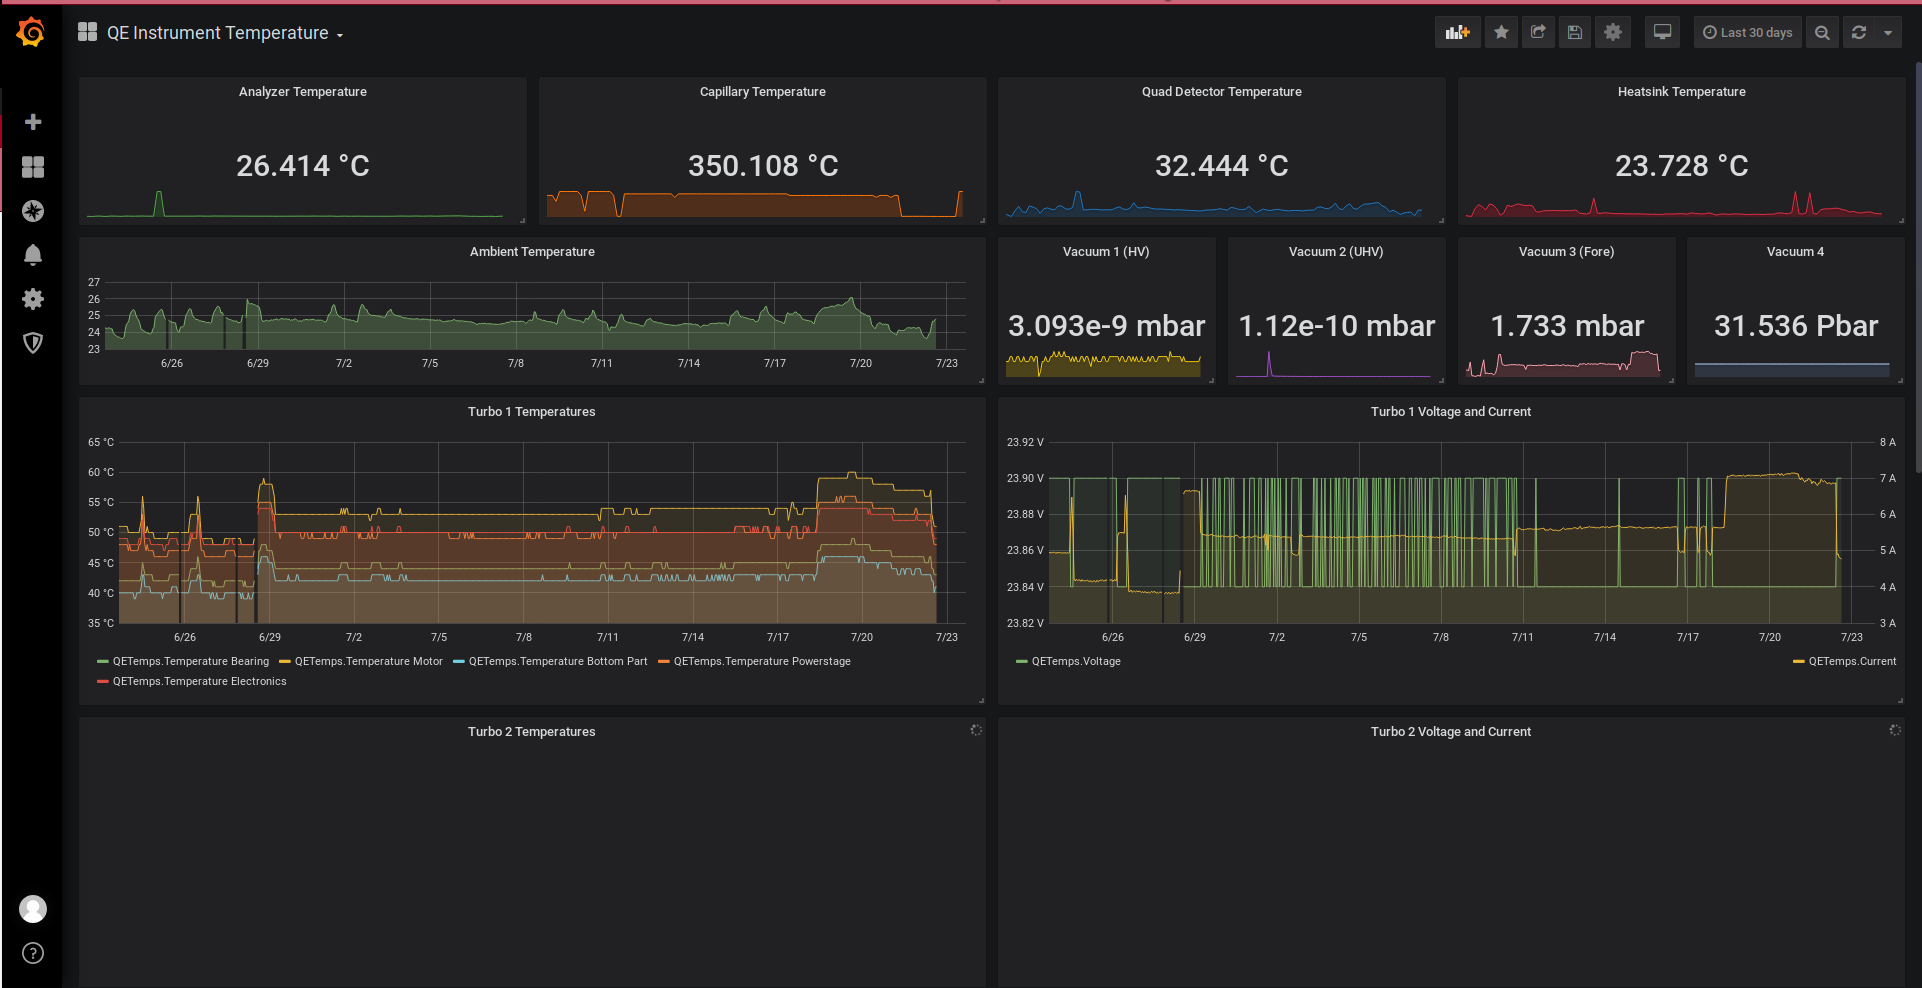 QE Instrument Temperature
Last 30 days
Analyzer Temperature
26.414 °C
Capillary Temperature
350.108 °C
Quad Detector Temperature
32.444 °C
Heatsink Temperature
23.728 °C
Ambient Temperature
27
26
25
24
23
6/26 6/29 7/2 7/5 7/8 7/11 7/14 7/17 7/20 7/23
Vacuum 1 (HV)
3.093e-9 mbar
Vacuum 2 (UHV)
1.12e-10 mbar
Vacuum 3 (Fore)
1.733 mbar
Vacuum 4
31.536 Pbar
Turbo 1 Temperatures
65 °C
60 °C
55 °C
50 °C
45 °C
40 °C
35 °C
6/26 6/29 7/2 7/5 7/8 7/11 7/14 7/17 7/20 7/23
QETemps.Temperature Bearing QETemps.Temperature Motor QETemps.Temperature Bottom Part QETemps.Temperature Powerstage
QETemps.Temperature Electronics
Turbo 1 Voltage and Current
23.92 V 8 A
23.90 V 7 A
23.88 V 6 A
23.86 V 5 A
23.84 V 4 A
23.82 V 3 A
6/26 6/29 7/2 7/5 7/8 7/11 7/14 7/17 7/20 7/23
QETemps.Voltage QETemps.Current
Turbo 2 Temperatures
Turbo 2 Voltage and Current
?